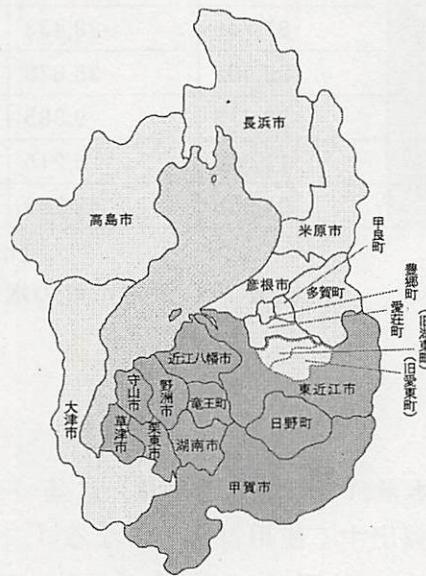 長浜市
高島市
米原市
甲良町
豊郷町
愛荘町
彦根市
多賀町
(旧湖東町)
(旧愛東町)
近江八幡市
東近江市
守山市
野洲市
竜王町
日野町
大津市
草津市
栗東市
湖南市
甲賀市